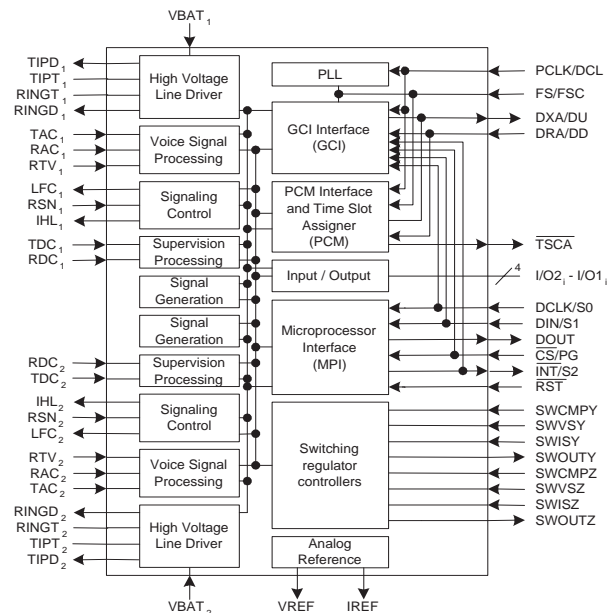 VBAT1
TIPD1
TIPT1
RINGT1
RINGD1
TAC1
RAC1
RTV1
LFC1
RSN1
IHL1
TDC1
RDC1
RDC2
TDC2
IHL2
RSN2
LFC2
RTV2
RAC2
TAC2
RINGD2
RINGT2
TIPT2
TIPD2
VBAT2
High Voltage
Line Driver
Voice Signal
Processing
Signaling
Control
Supervision
Processing
Signal
Generation
Signal
Generation
Supervision
Processing
Signaling
Control
Voice Signal
Processing
High Voltage
Line Driver
PLL
GCI Interface
(GCI)
PCM Interface
and Time Slot
Assigner
(PCM)
Input / Output
Microprocessor
Interface
(MPI)
Switching
regulator
controllers
Analog
Reference
VREF
IREF
PCLK/DCL
FS/FSC
DXA/DU
DRA/DD
TSCA
4
I/O2i - I/O1i
DCLK/S0
DIN/S1
DOUT
CS/PG
INT/S2
RST
SWCMPY
SWVSY
SWISY
SWOUTY
SWCMPZ
SWVSZ
SWISZ
SWOUTZ